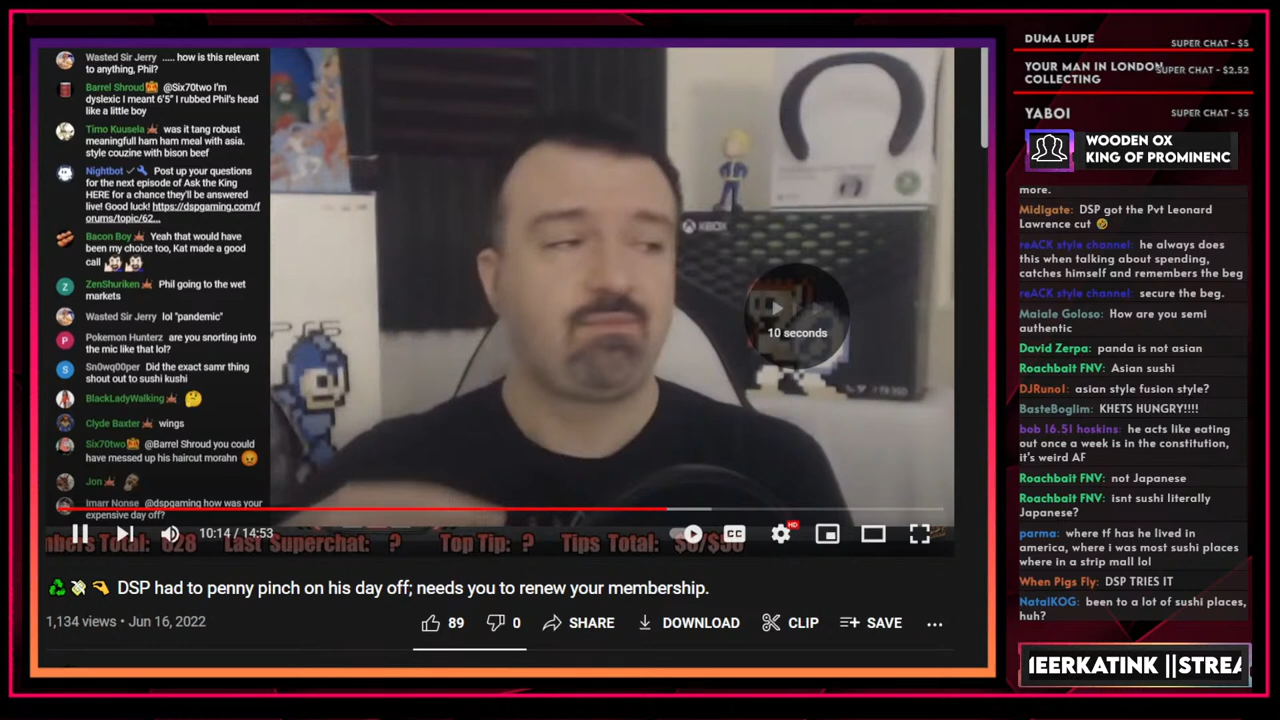 Wasted Sir Jerry ..... how is this relevant
to anything, Phil?
Barrel Shroud @Six70two I'm
dyslexic I meant 6'5" I rubbed Phil's head
like a little boy
Timo Kuusela was it tang robust
meaningfull ham ham meal with asia.
style couzine with bison beef
Nightbot Post up your questions
for the next episode of Ask the King
HERE for a chance they'll be answered
live! Good luck! https://dspgaming.com/f
orums/topic/62...
Bacon Boy Yeah that would have
been my choice too, Kat made a good
call
Z ZenShuriken Phil going to the wet
markets
Wasted Sir Jerry lol "pandemic"
P Pokemon Hunterz are you snorting into
the mic like that lol?
S Sn0wq00per Did the exact samr thing
shout out to sushi kushi
BlackLadyWalking
Clyde Baxter wings
Six70two @Barrel Shroud you could
have messed up his haircut morahn
Jon
Imarr Nonse @dspgaming how was your
expensive day off?
XBOX
10 seconds
10:14 / 14:53
CC
HD
mbers Total: 628 Last Superchat: ? Top Tip: ? Tips Total: $0/$30
DSP had to penny pinch on his day off; needs you to renew your membership.
1,134 views • Jun 16, 2022
89 0 SHARE DOWNLOAD CLIP SAVE ...
DUMA LUPE SUPER CHAT - $5
YOUR MAN IN LONDON SUPER CHAT - $2.52
COLLECTING
YABOI SUPER CHAT - $5
WOODEN OX
KING OF PROMINENC
more.
Midigate: DSP got the Pvt Leonard
Lawrence cut
reACK style channel: he always does
this when talking about spending,
catches himself and remembers the beg
reACK style channel: secure the beg.
Maiale Goloso: How are you semi
authentic
David Zerpa: panda is not asian
Roachbait FNV: Asian sushi
DJRuno1: asian style fusion style?
BasteBoglim: KHETS HUNGRY!!!!
bob 16.51 hoskins: he acts like eating
out once a week is in the constitution,
it's weird AF
Roachbait FNV: not Japanese
Roachbait FNV: isnt sushi literally
Japanese?
parma: where tf has he lived in
america, where i was most sushi places
where in a strip mall lol
When Pigs Fly: DSP TRIES IT
NatalKOG: been to a lot of sushi places,
huh?
MEERKATINK ||STREA